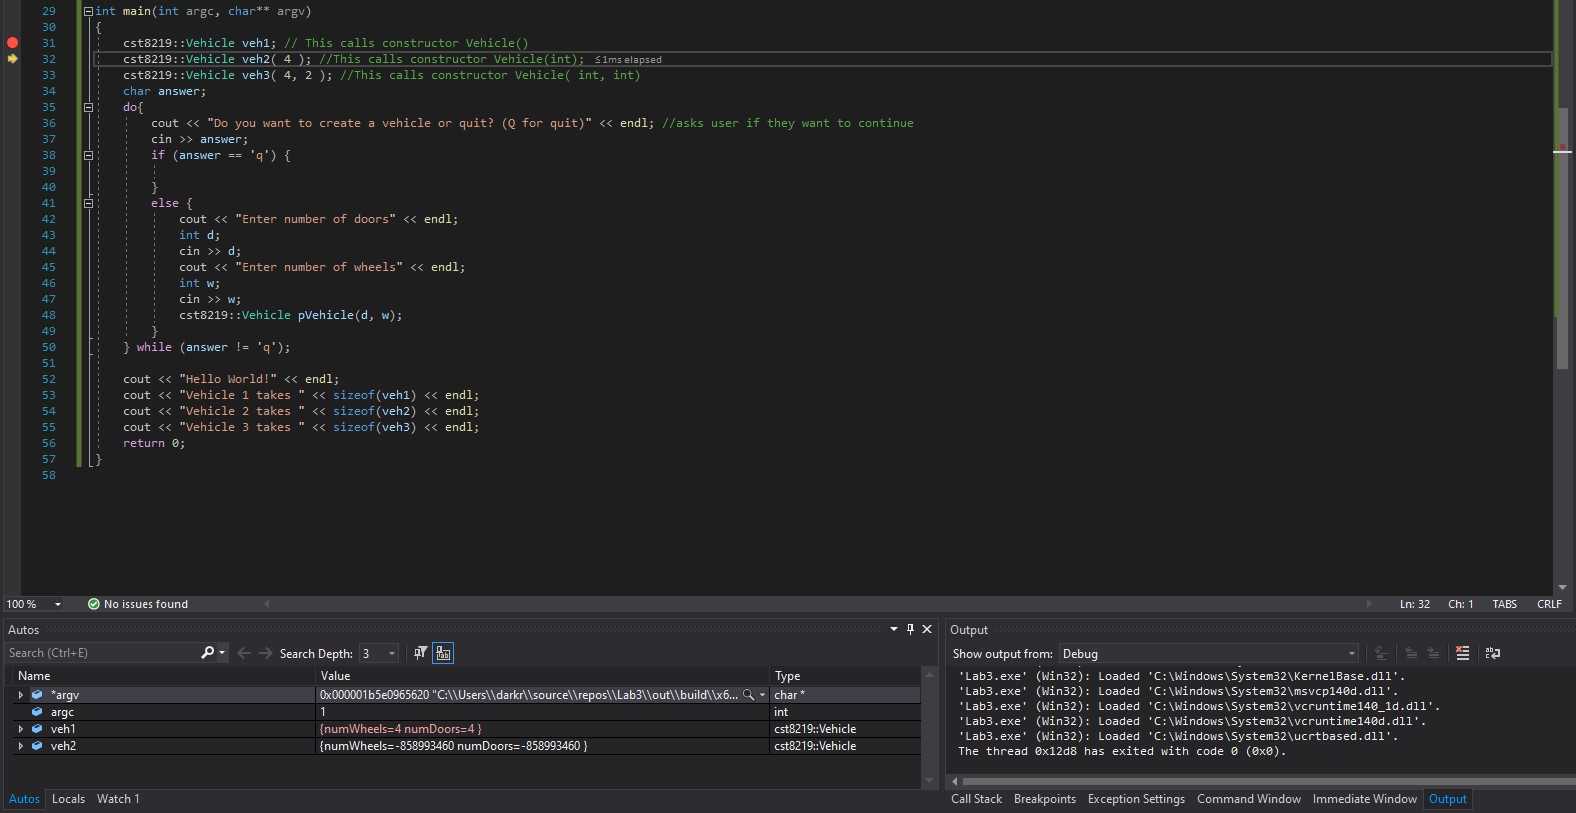 29 int main(int argc, char** argv)
30 {
31 cst8219::Vehicle veh1; // This calls constructor Vehicle()
32 cst8219::Vehicle veh2( 4 ); //This calls constructor Vehicle(int); ≤1ms elapsed
33 cst8219::Vehicle veh3( 4, 2 ); //This calls constructor Vehicle( int, int)
34 char answer;
35 do{
36 cout << "Do you want to create a vehicle or quit? (Q for quit)" << endl; //asks user if they want to continue
37 cin >> answer;
38 if (answer == 'q') {
39
40 }
41 else {
42 cout << "Enter number of doors" << endl;
43 int d;
44 cin >> d;
45 cout << "Enter number of wheels" << endl;
46 int w;
47 cin >> w;
48 cst8219::Vehicle pVehicle(d, w);
49 }
50 } while (answer != 'q');
51
52 cout << "Hello World!" << endl;
53 cout << "Vehicle 1 takes " << sizeof(veh1) << endl;
54 cout << "Vehicle 2 takes " << sizeof(veh2) << endl;
55 cout << "Vehicle 3 takes " << sizeof(veh3) << endl;
56 return 0;
57 }
58
100 % No issues found Ln: 32 Ch: 1 TABS CRLF
Autos
Search (Ctrl+E) Search Depth: 3
Name Value Type
*argv 0x000001b5e0965620 "C:\\Users\\darkr\\source\\repos\\Lab3\\out\\build\\x6... char *
argc 1 int
veh1 {numWheels=4 numDoors=4 } cst8219::Vehicle
veh2 {numWheels=-858993460 numDoors=-858993460 } cst8219::Vehicle
Autos Locals Watch 1
Output
Show output from: Debug
'Lab3.exe' (Win32): Loaded 'C:\Windows\System32\KernelBase.dll'.
'Lab3.exe' (Win32): Loaded 'C:\Windows\System32\msvcp140d.dll'.
'Lab3.exe' (Win32): Loaded 'C:\Windows\System32\vcruntime140_1d.dll'.
'Lab3.exe' (Win32): Loaded 'C:\Windows\System32\vcruntime140d.dll'.
'Lab3.exe' (Win32): Loaded 'C:\Windows\System32\ucrtbased.dll'.
The thread 0x12d8 has exited with code 0 (0x0).
Call Stack Breakpoints Exception Settings Command Window Immediate Window Output